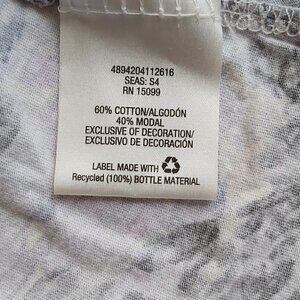 4894204112616
SEAS: S4
RN 15099
60% COTTON/ALGODÓN
40% MODAL
EXCLUSIVE OF DECORATION/
EXCLUSIVO DE DECORACIÓN
LABEL MADE WITH
Recycled (100%) BOTTLE MATERIAL